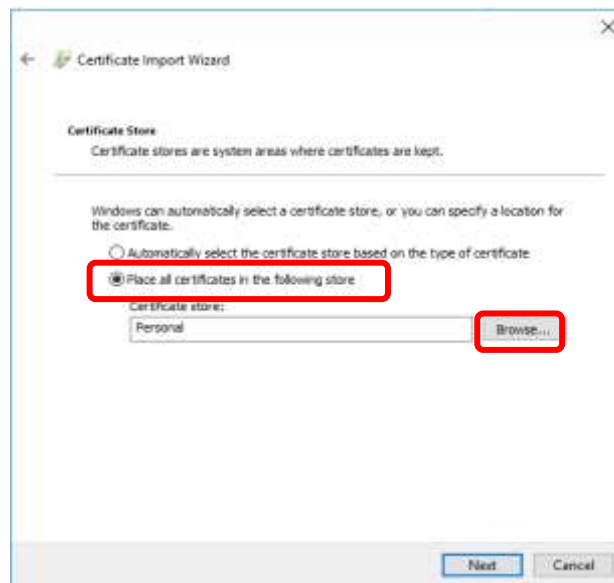 Certificate Import Wizard
Certificate Store
Certificate stores are system areas where certificates are kept.
Windows can automatically select a certificate store, or you can specify a location for
the certificate.
Automatically select the certificate store based on the type of certificate
Place all certificates in the following store
Certificate store:
Personal
Browse...
Next
Cancel